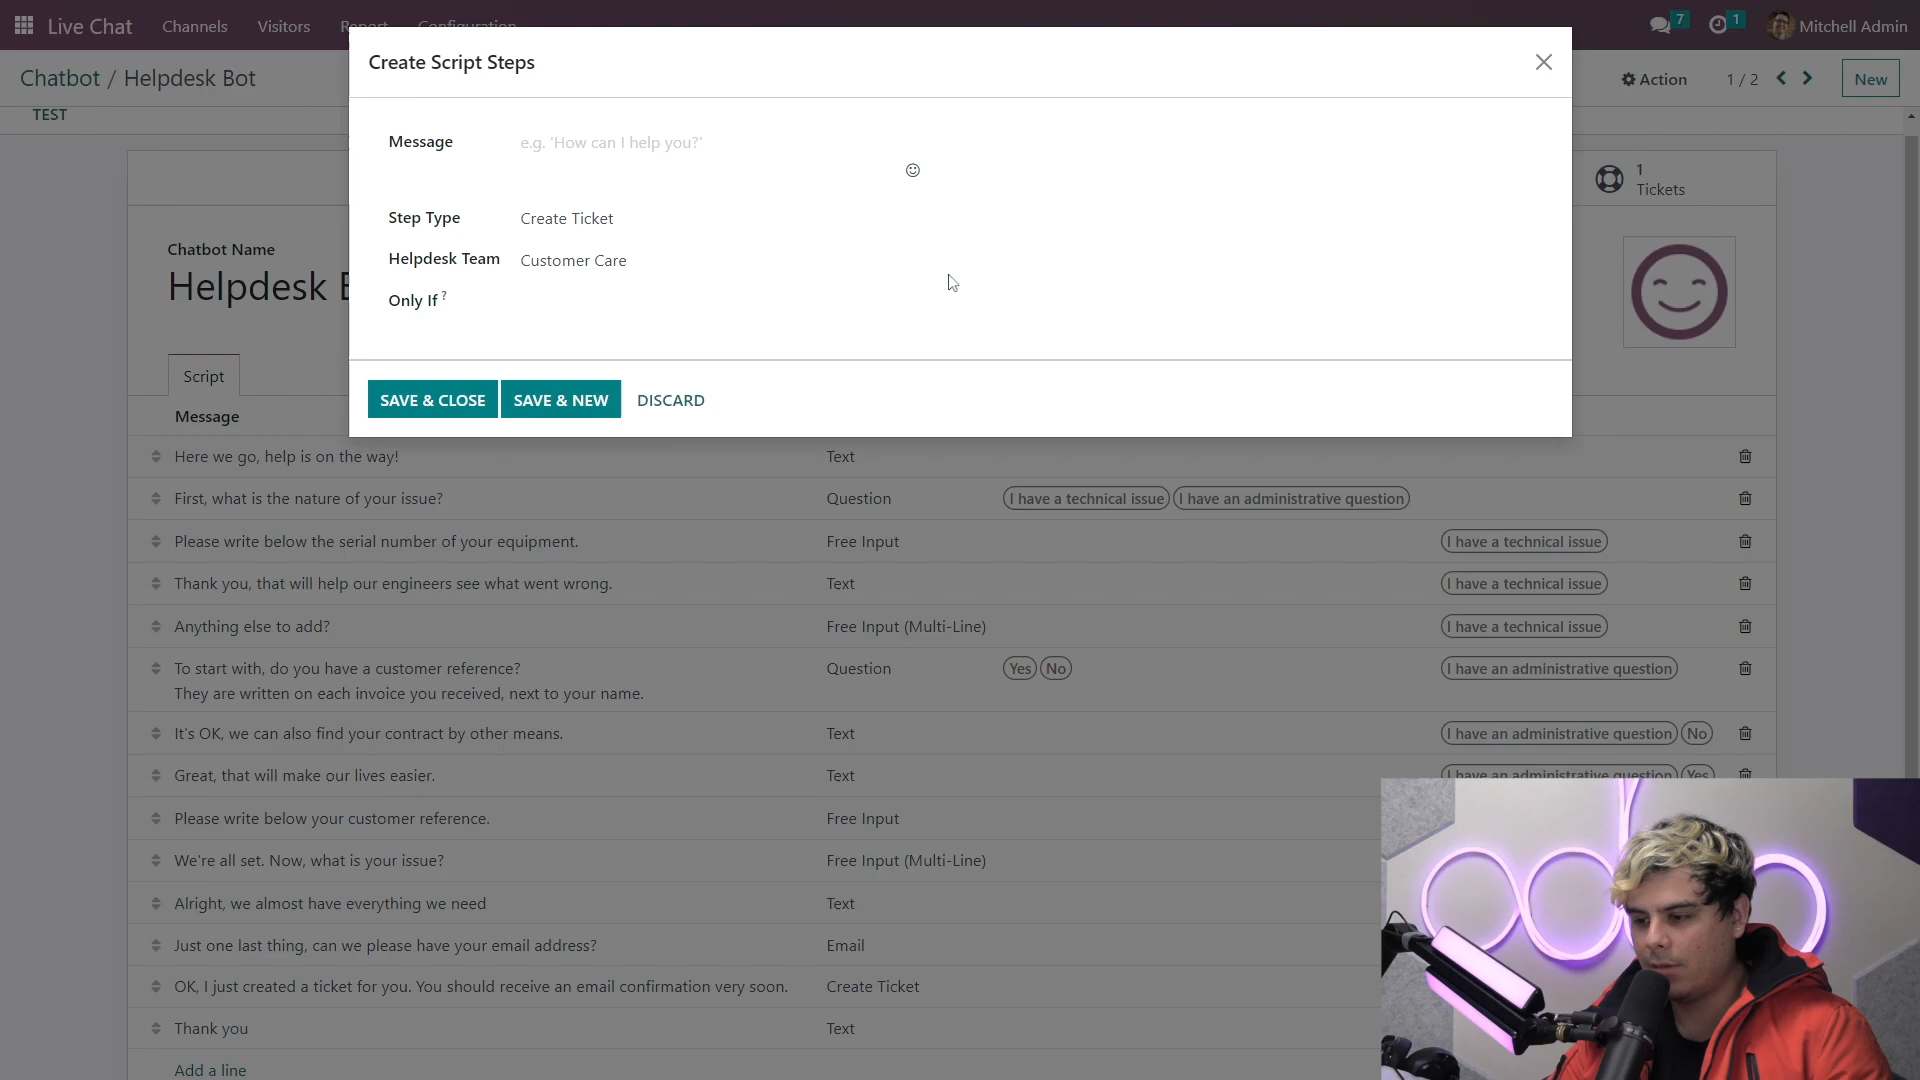 Live Chat
Channels
Visitors
Report
Configuration
7
1
Mitchell Admin
Chatbot / Helpdesk Bot
Action
1 / 2
New
TEST
Create Script Steps
Message
e.g. 'How can I help you?'
Step Type
Create Ticket
Helpdesk Team
Customer Care
Only If ?
SAVE & CLOSE
SAVE & NEW
DISCARD
1
Tickets
Chatbot Name
Helpdesk
Script
Message
Here we go, help is on the way!
Text
First, what is the nature of your issue?
Question
I have a technical issue
I have an administrative question
Please write below the serial number of your equipment.
Free Input
I have a technical issue
Thank you, that will help our engineers see what went wrong.
Text
I have a technical issue
Anything else to add?
Free Input (Multi-Line)
I have a technical issue
To start with, do you have a customer reference?
They are written on each invoice you received, next to your name.
Question
Yes
No
I have an administrative question
It's OK, we can also find your contract by other means.
Text
I have an administrative question
No
Great, that will make our lives easier.
Text
I have an administrative question
Yes
Please write below your customer reference.
Free Input
We're all set. Now, what is your issue?
Free Input (Multi-Line)
Alright, we almost have everything we need
Text
Just one last thing, can we please have your email address?
Email
OK, I just created a ticket for you. You should receive an email confirmation very soon.
Create Ticket
Thank you
Text
Add a line